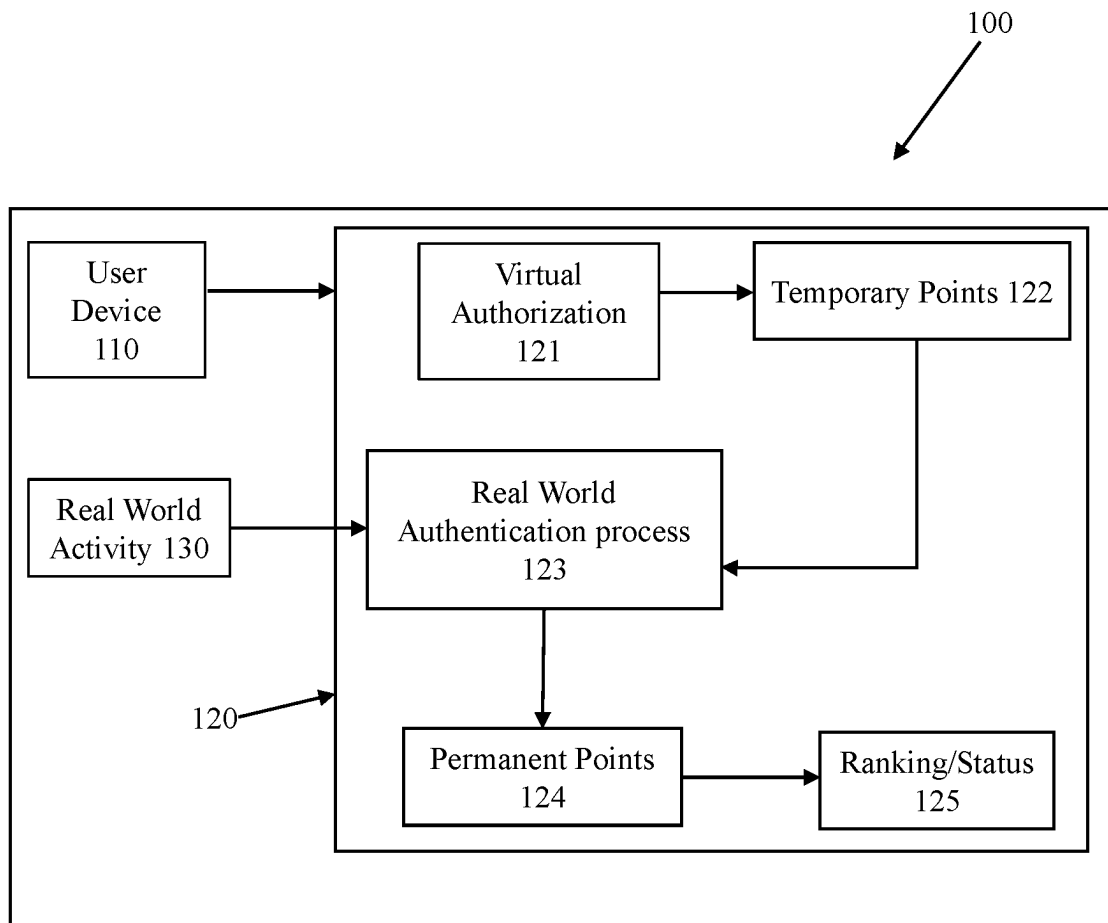 100
User
Device
110
Virtual
Authorization
121
Temporary Points 122
Real World
Activity 130
Real World
Authentication process
123
120
Permanent Points
124
Ranking/Status
125